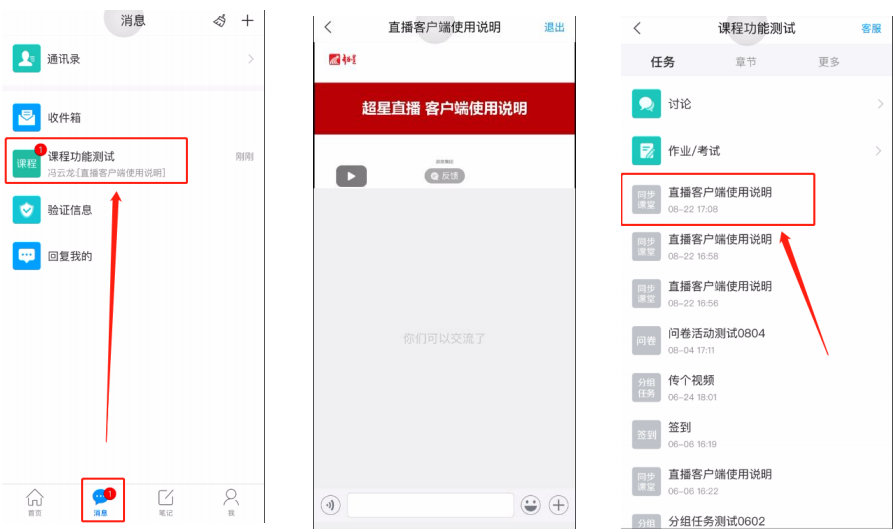 消息
通讯录
收件箱
1
课程
课程功能测试
刚刚
冯云龙:[直播客户端使用说明]
验证信息
回复我的
首页
1
消息
笔记
我
直播客户端使用说明
退出
超星直播 客户端使用说明
反馈
你们可以交流了
课程功能测试
客服
任务
章节
更多
讨论
作业/考试
同步
课堂
直播客户端使用说明
08-22 17:08
同步
课堂
直播客户端使用说明
08-22 16:58
同步
课堂
直播客户端使用说明
08-22 16:56
问卷
问卷活动测试0804
08-04 17:11
分组
任务
传个视频
06-24 18:01
签到
签到
06-06 16:19
同步
课堂
直播客户端使用说明
06-06 16:22
分组
分组任务测试0602